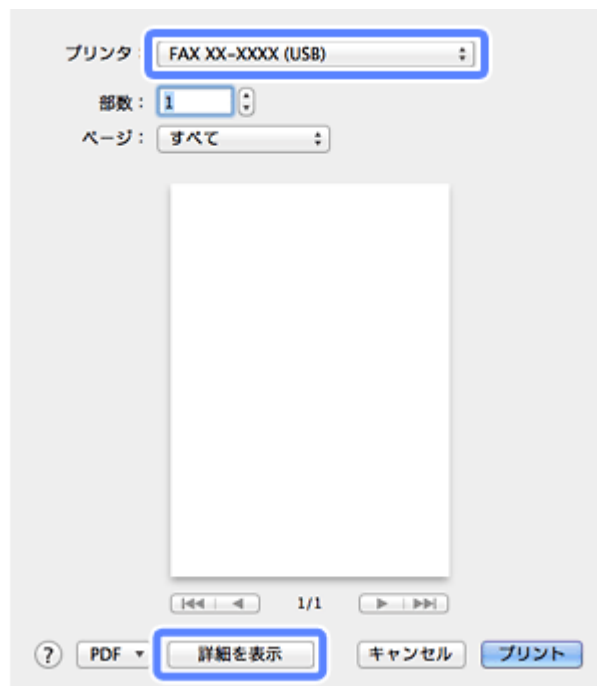 プリンタ： FAX XX-XXXX (USB)
部数： 1
ページ： すべて
1/1
? PDF 詳細を表示 キャンセル プリント